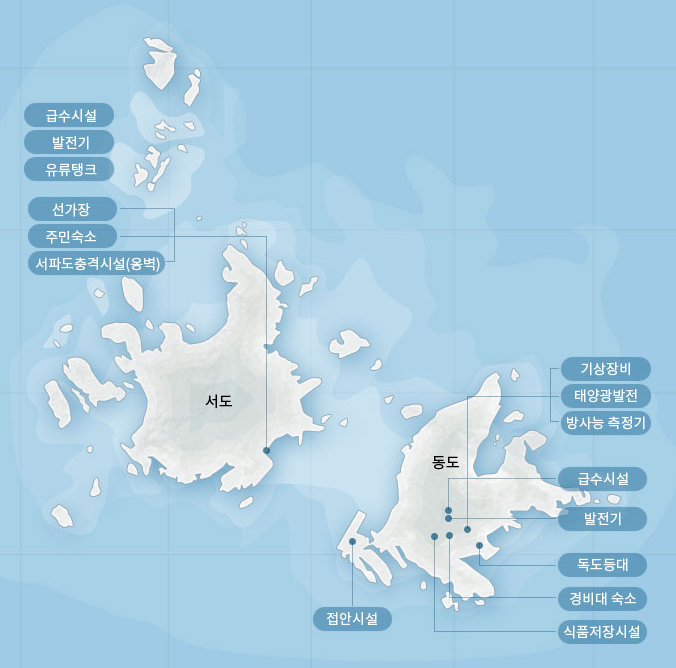 급수시설
발전기
유류탱크
선가장
주민숙소
서파도충격시설(옹벽)
서도
기상장비
태양광발전
방사능 측정기
동도
급수시설
발전기
독도등대
경비대 숙소
접안시설
식품저장시설